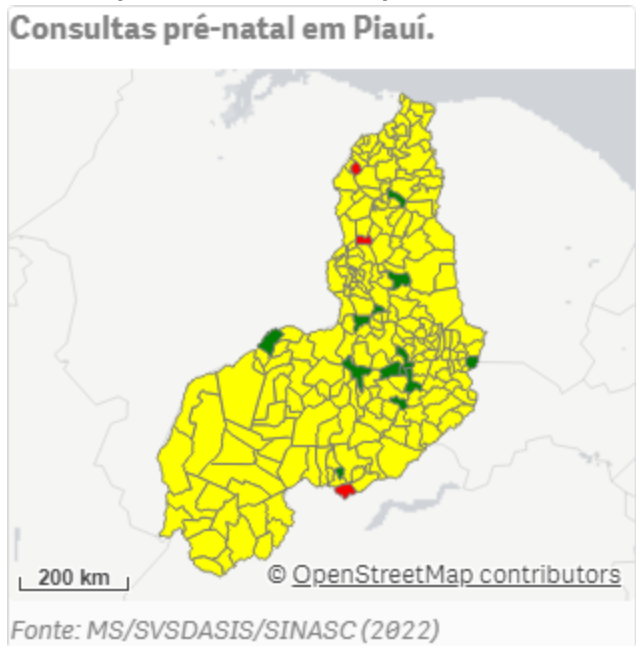 Consultas pré-natal em Piauí.
200 km
© OpenStreetMap contributors
Fonte: MS/SVSDASIS/SINASC (2022)